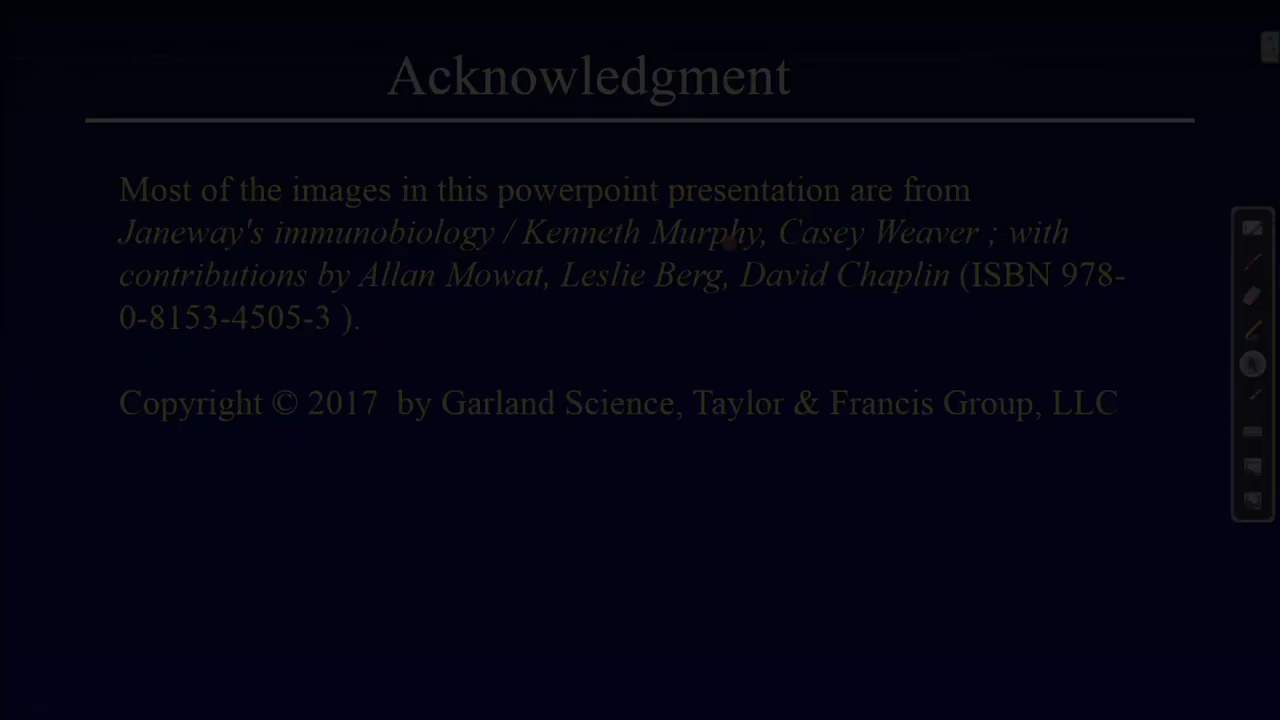 Acknowledgment
Most of the images in this powerpoint presentation are from
Janeway's immunobiology / Kenneth Murphy, Casey Weaver ; with
contributions by Allan Mowat, Leslie Berg, David Chaplin (ISBN 978-
0-8153-4505-3 ).
Copyright © 2017  by Garland Science, Taylor & Francis Group, LLC